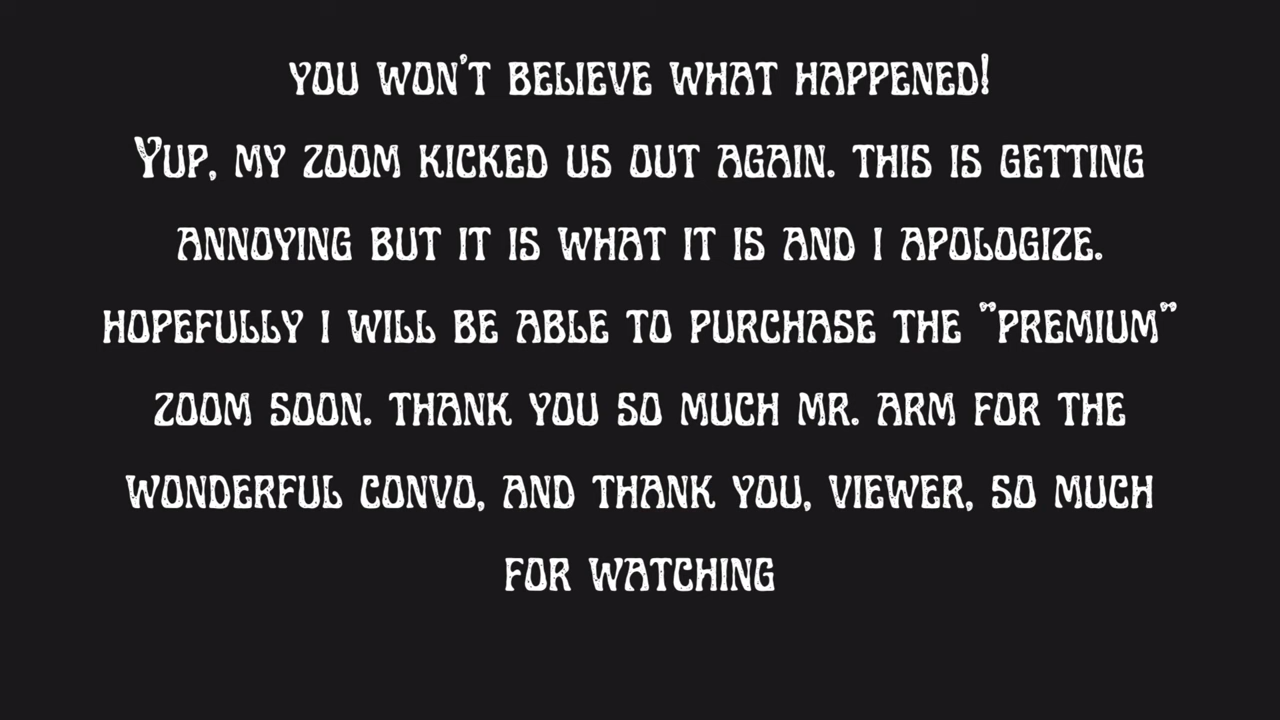 YOU WON'T BELIEVE WHAT HAPPENED!
YUP, MY ZOOM KICKED US OUT AGAIN. THIS IS GETTING
ANNOYING BUT IT IS WHAT IT IS AND I APOLOGIZE.
HOPEFULLY I WILL BE ABLE TO PURCHASE THE "PREMIUM"
ZOOM SOON. THANK YOU SO MUCH MR. ARM FOR THE
WONDERFUL CONVO, AND THANK YOU, VIEWER, SO MUCH
FOR WATCHING